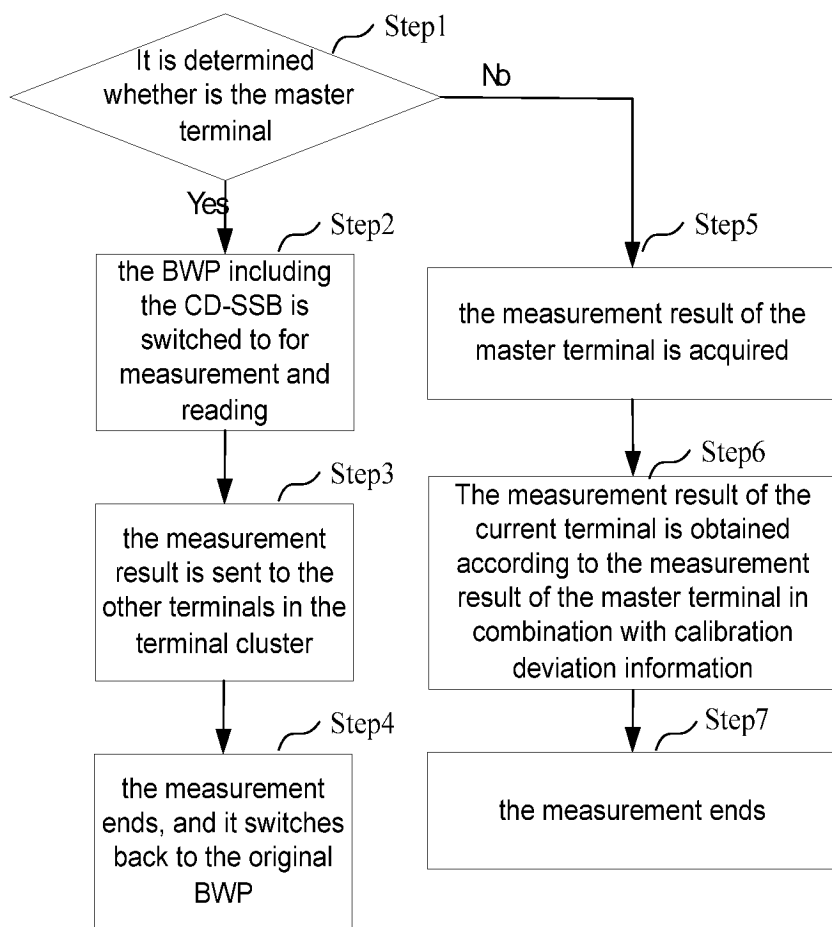 Step1
It is determined
whether is the master
terminal
No
Yes
Step2
the BWP including
the CD-SSB is
switched to for
measurement and
reading
Step3
the measurement
result is sent to the
other terminals in the
terminal cluster
Step4
the measurement
ends, and it switches
back to the original
BWP
Step5
the measurement result of the
master terminal is acquired
Step6
The measurement result of the
current terminal is obtained
according to the measurement
result of the master terminal in
combination with calibration
deviation information
Step7
the measurement ends